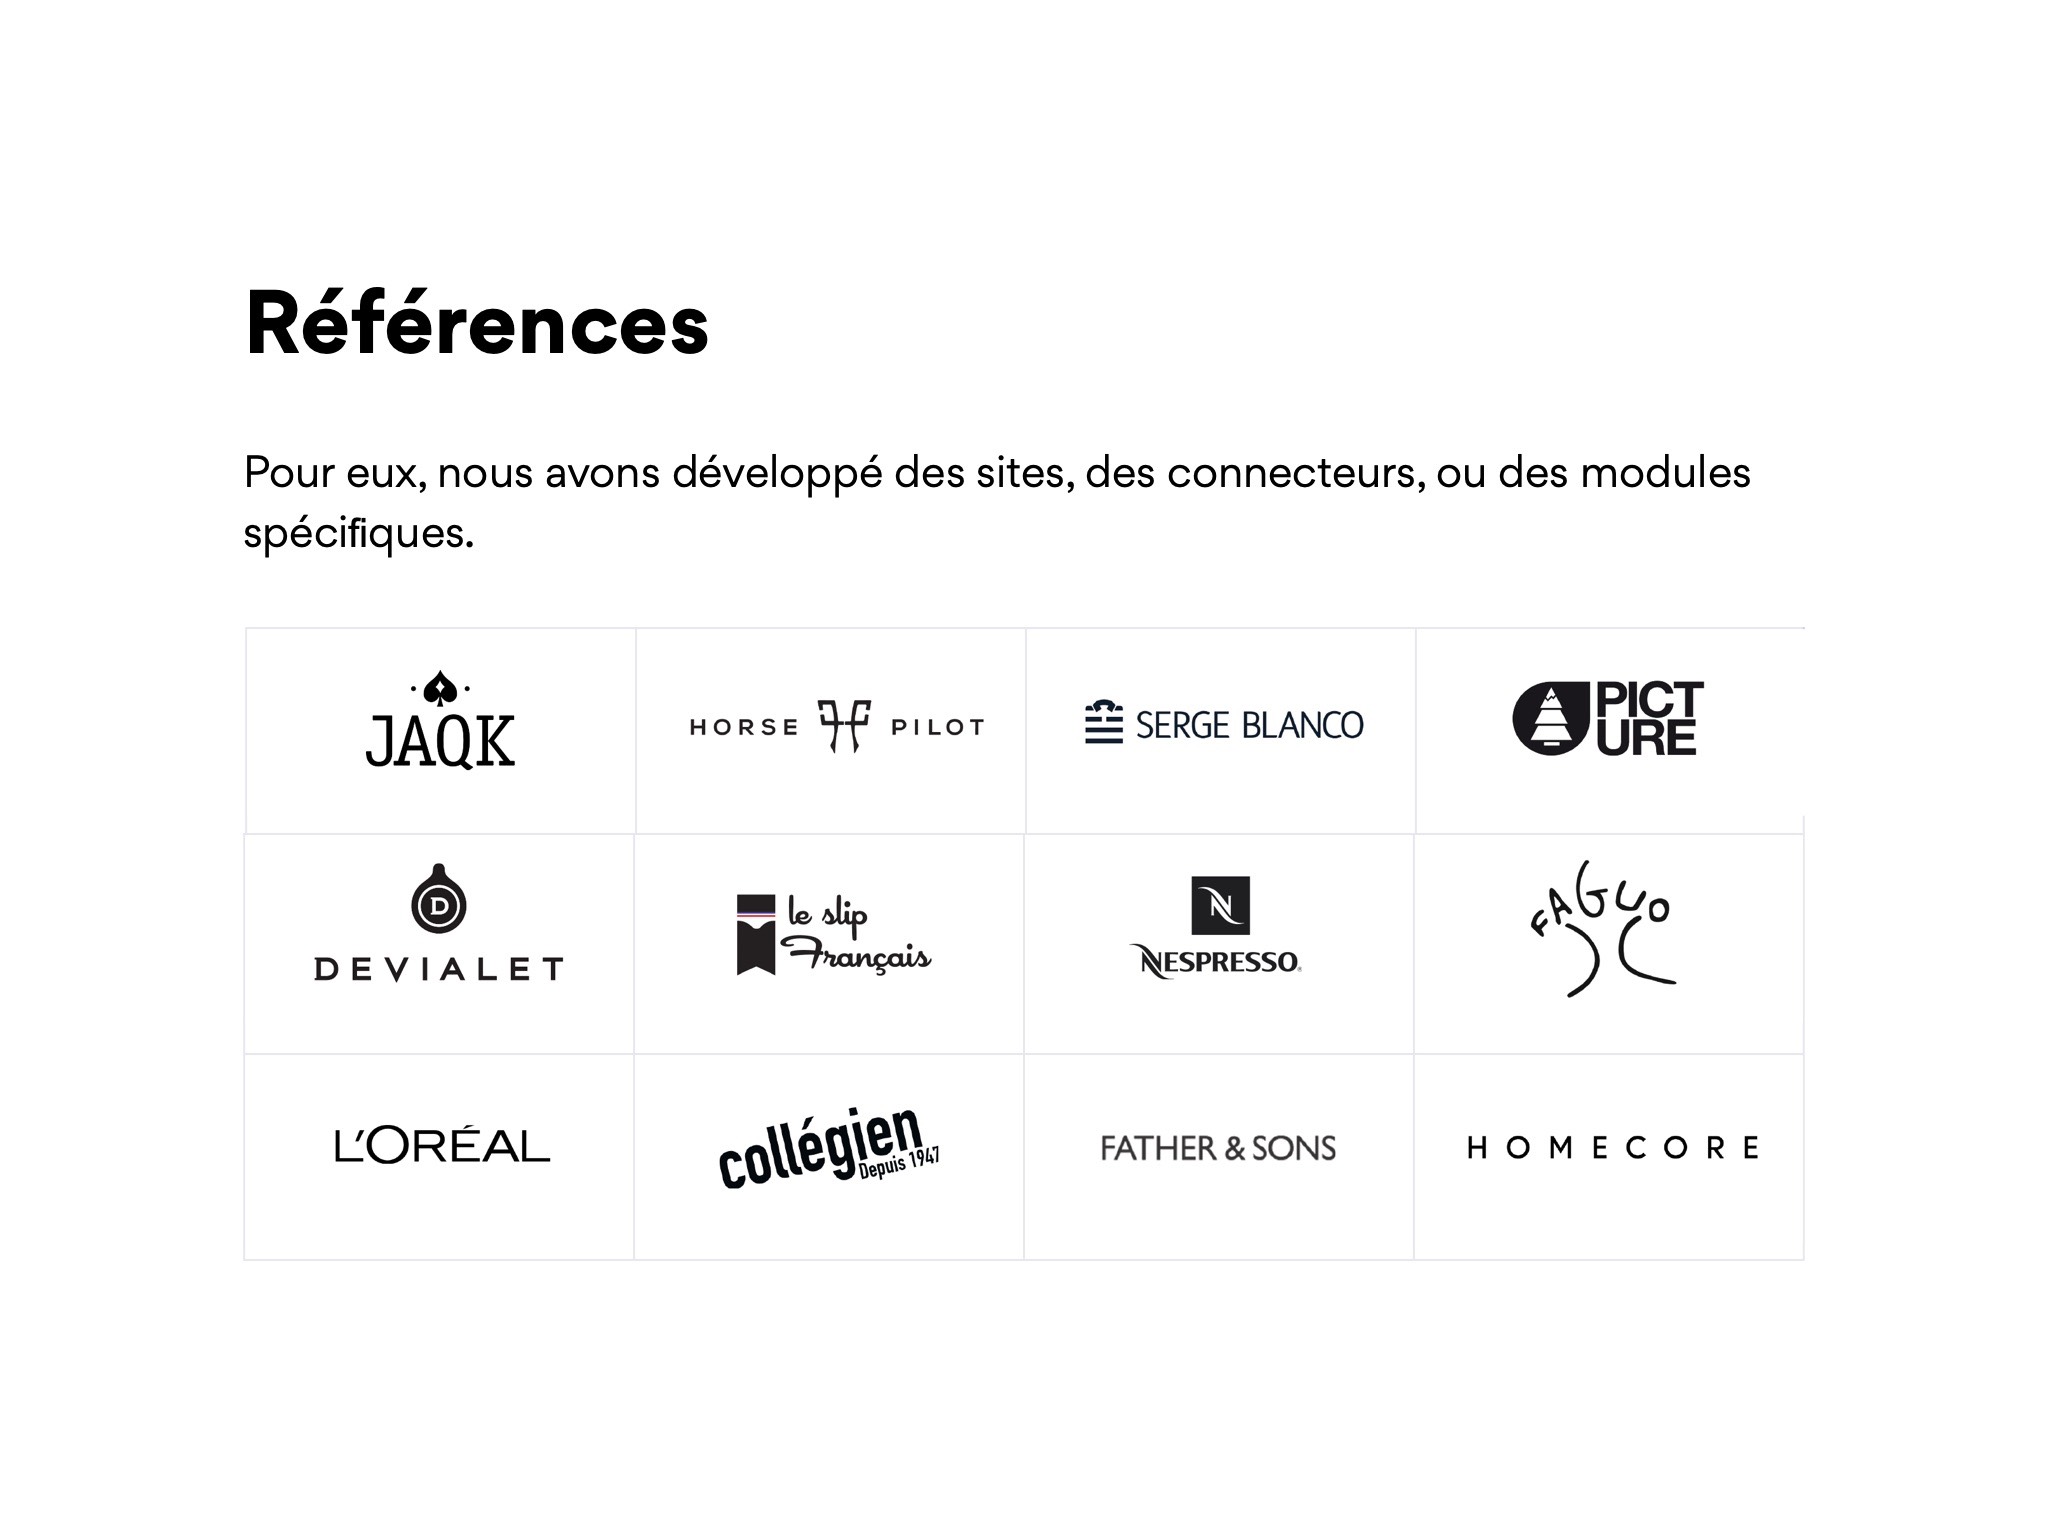 Références
Pour eux, nous avons développé des sites, des connecteurs, ou des modules
spécifiques.
JAQK
HORSE PILOT
SERGE BLANCO
PICT
URE
D
DEVIALET
le slip
Français
N
NESPRESSO®
FAGUO
L'ORÉAL
collégien
Depuis 1947
FATHER & SONS
HOMECORE